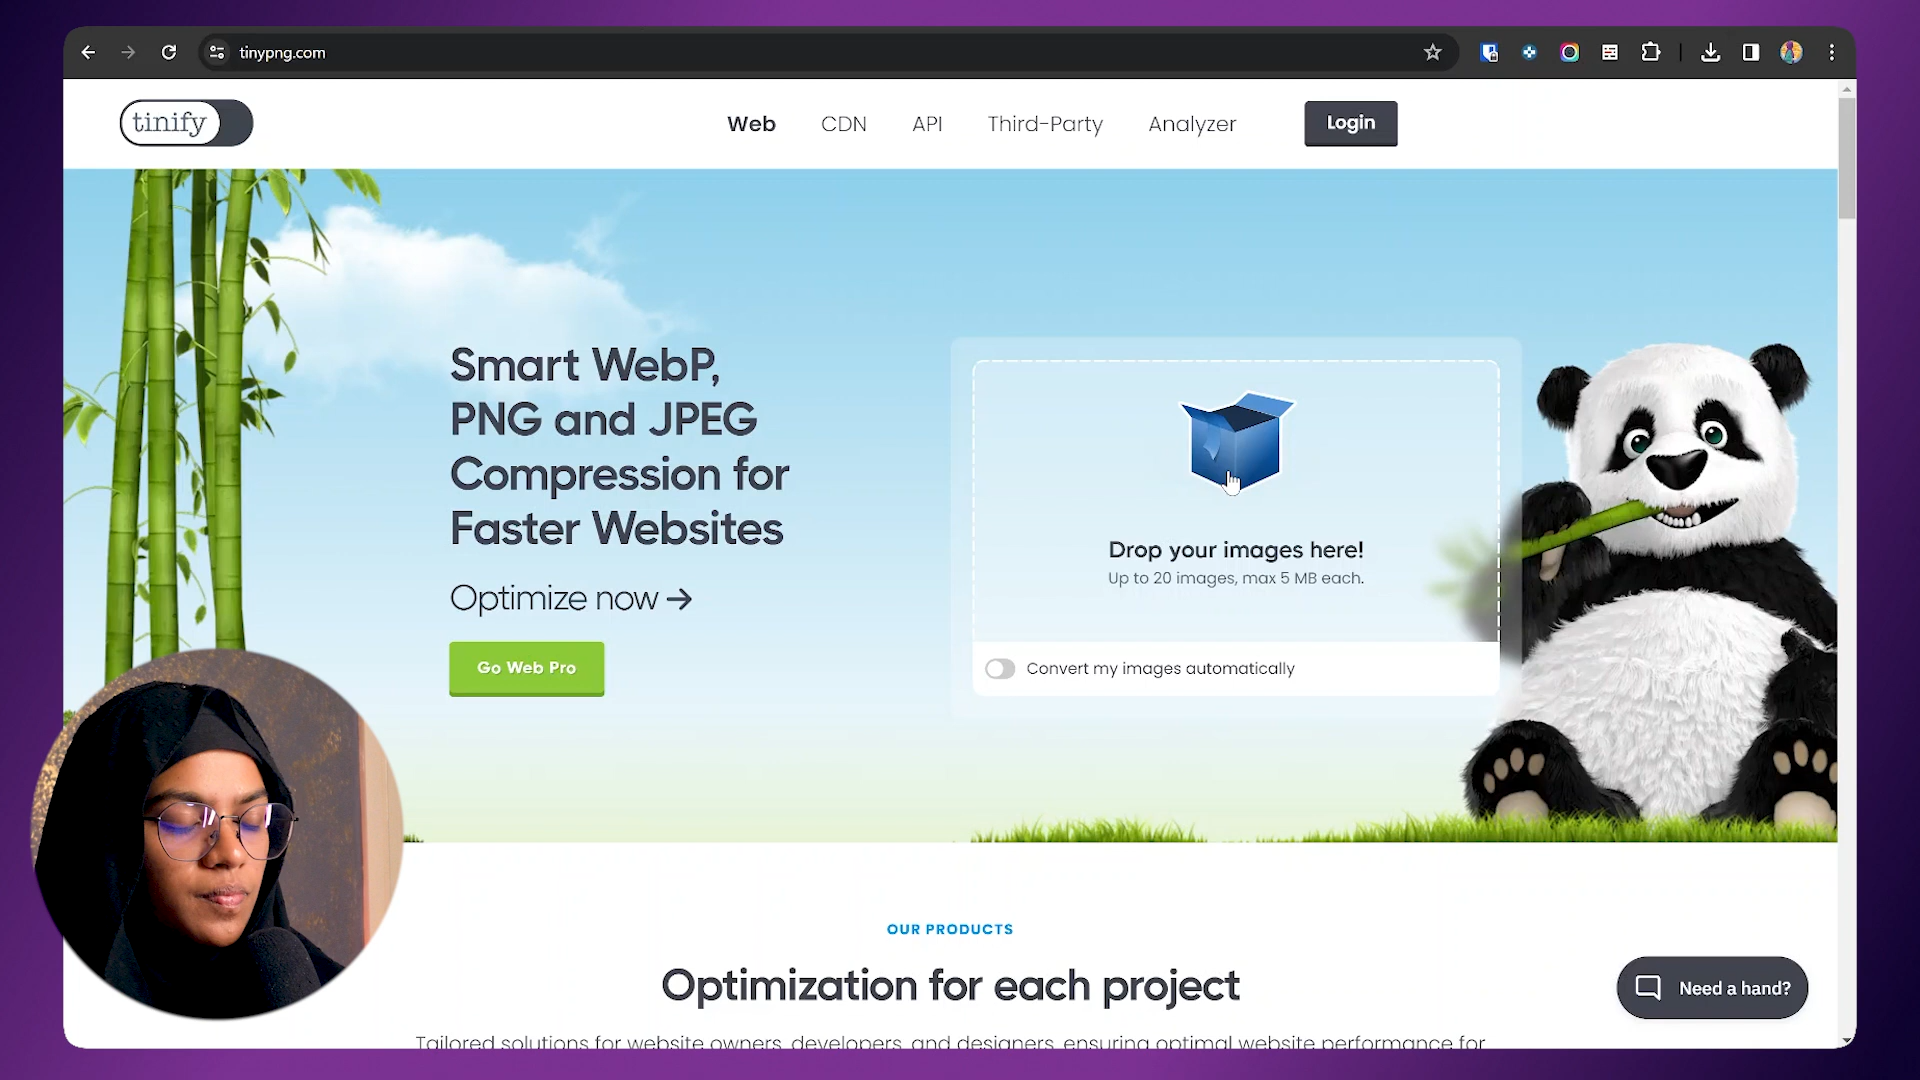 tinypng.com
tinify
Web
CDN
API
Third-Party
Analyzer
Login
Smart WebP,
PNG and JPEG
Compression for
Faster Websites
Optimize now →
Go Web Pro
Drop your images here!
Up to 20 images, max 5 MB each.
Convert my images automatically
OUR PRODUCTS
Optimization for each project
Tailored solutions for website owners, developers, and designers, ensuring optimal website performance for
Need a hand?